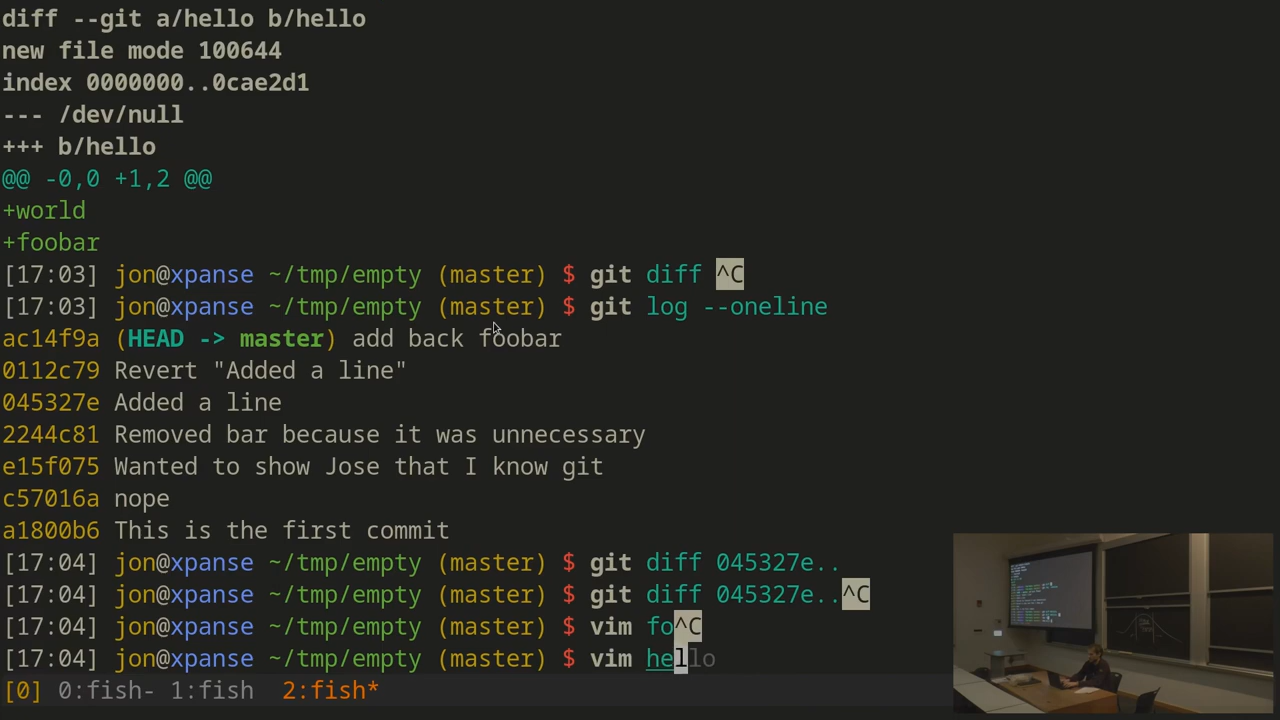 diff --git a/hello b/hello
new file mode 100644
index 0000000..0cae2d1
--- /dev/null
+++ b/hello
@@ -0,0 +1,2 @@
+world
+foobar
[17:03] jon@xpanse ~/tmp/empty (master) $ git diff ^C
[17:03] jon@xpanse ~/tmp/empty (master) $ git log --oneline
ac14f9a (HEAD -> master) add back foobar
0112c79 Revert "Added a line"
045327e Added a line
2244c81 Removed bar because it was unnecessary
e15f075 Wanted to show Jose that I know git
c57016a nope
a1800b6 This is the first commit
[17:04] jon@xpanse ~/tmp/empty (master) $ git diff 045327e..
[17:04] jon@xpanse ~/tmp/empty (master) $ git diff 045327e..^C
[17:04] jon@xpanse ~/tmp/empty (master) $ vim fo^C
[17:04] jon@xpanse ~/tmp/empty (master) $ vim hello
[0] 0:fish- 1:fish 2:fish*